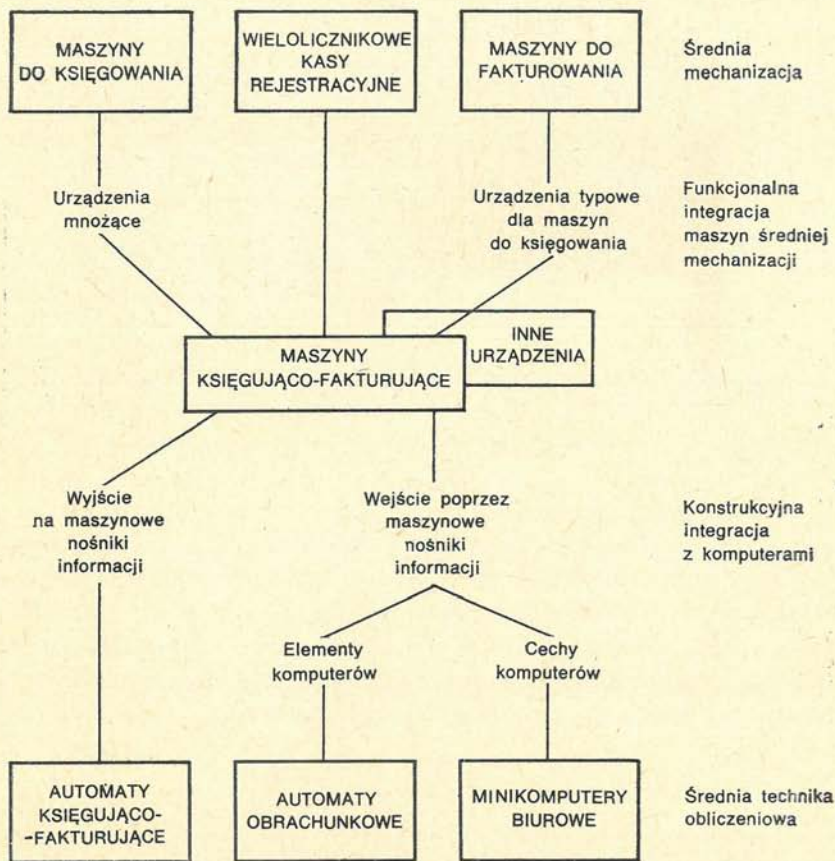 MASZYNY
DO KSIĘGOWANIA
WIELOLICZNIKOWE
KASY
REJESTRACYJNE
MASZYNY DO
FAKTUROWANIA
Średnia
mechanizacja
Urządzenia
mnożące
Urządzenia typowe
dla maszyn
do księgowania
Funkcjonalna
integracja
maszyn średniej
mechanizacji
INNE
URZĄDZENIA
MASZYNY
KSIĘGUJĄCO-FAKTURUJĄCE
Wyjście
na maszynowe
nośniki
informacji
Wejście poprzez
maszynowe
nośniki
informacji
Konstrukcyjna
integracja
z komputerami
Elementy
komputerów
Cechy
komputerów
AUTOMATY
KSIĘGUJĄCO-
-FAKTURUJĄCE
AUTOMATY
OBRACHUNKOWE
MINIKOMPUTERY
BIUROWE
Średnia technika
obliczeniowa